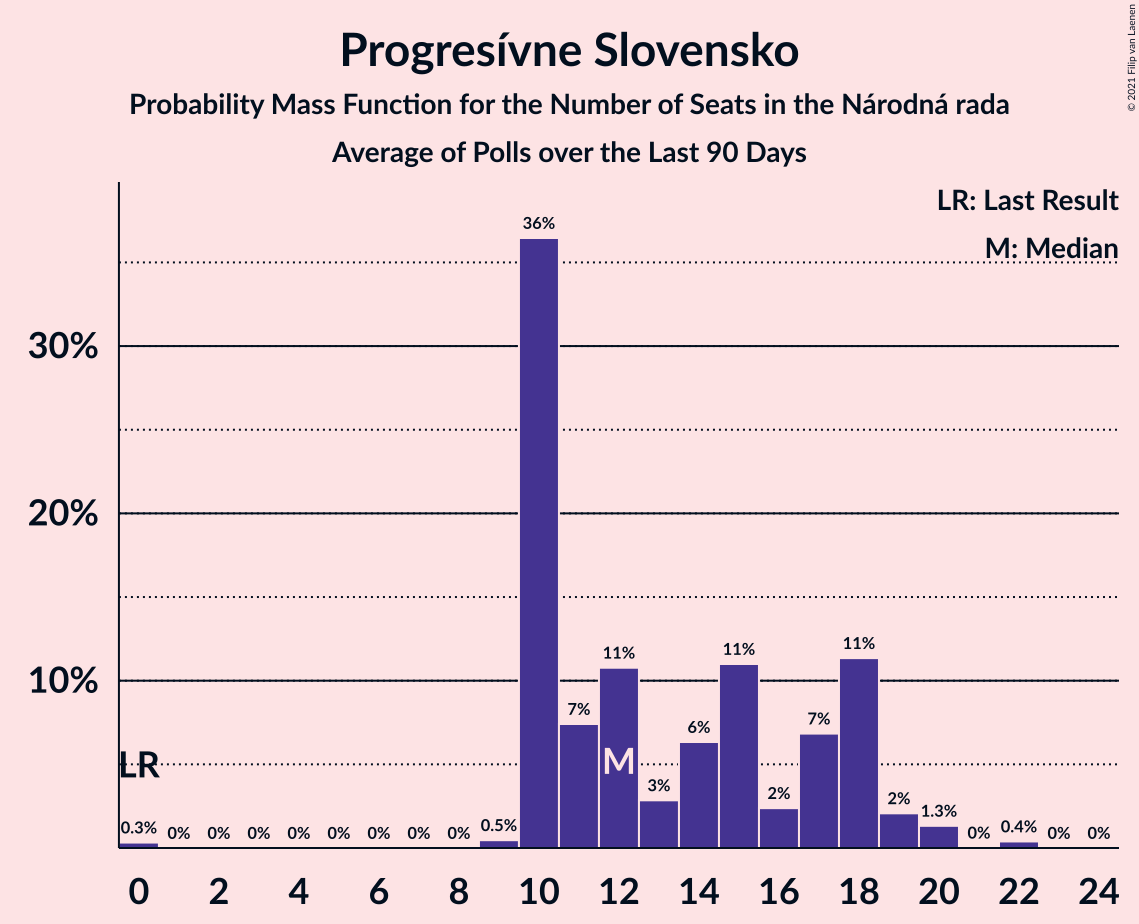 Progresívne Slovensko
Probability Mass Function for the Number of Seats in the Národná rada
Average of Polls over the Last 90 Days
© 2021 Filip van Laenen
LR: Last Result
M: Median
30%
20%
10%
0.3% 0% 0% 0% 0% 0% 0% 0% 0% 0.5% 36% 7% 11% 3% 6% 11% 2% 7% 11% 2% 1.3% 0% 0.4% 0% 0%
LR
M
0 2 4 6 8 10 12 14 16 18 20 22 24